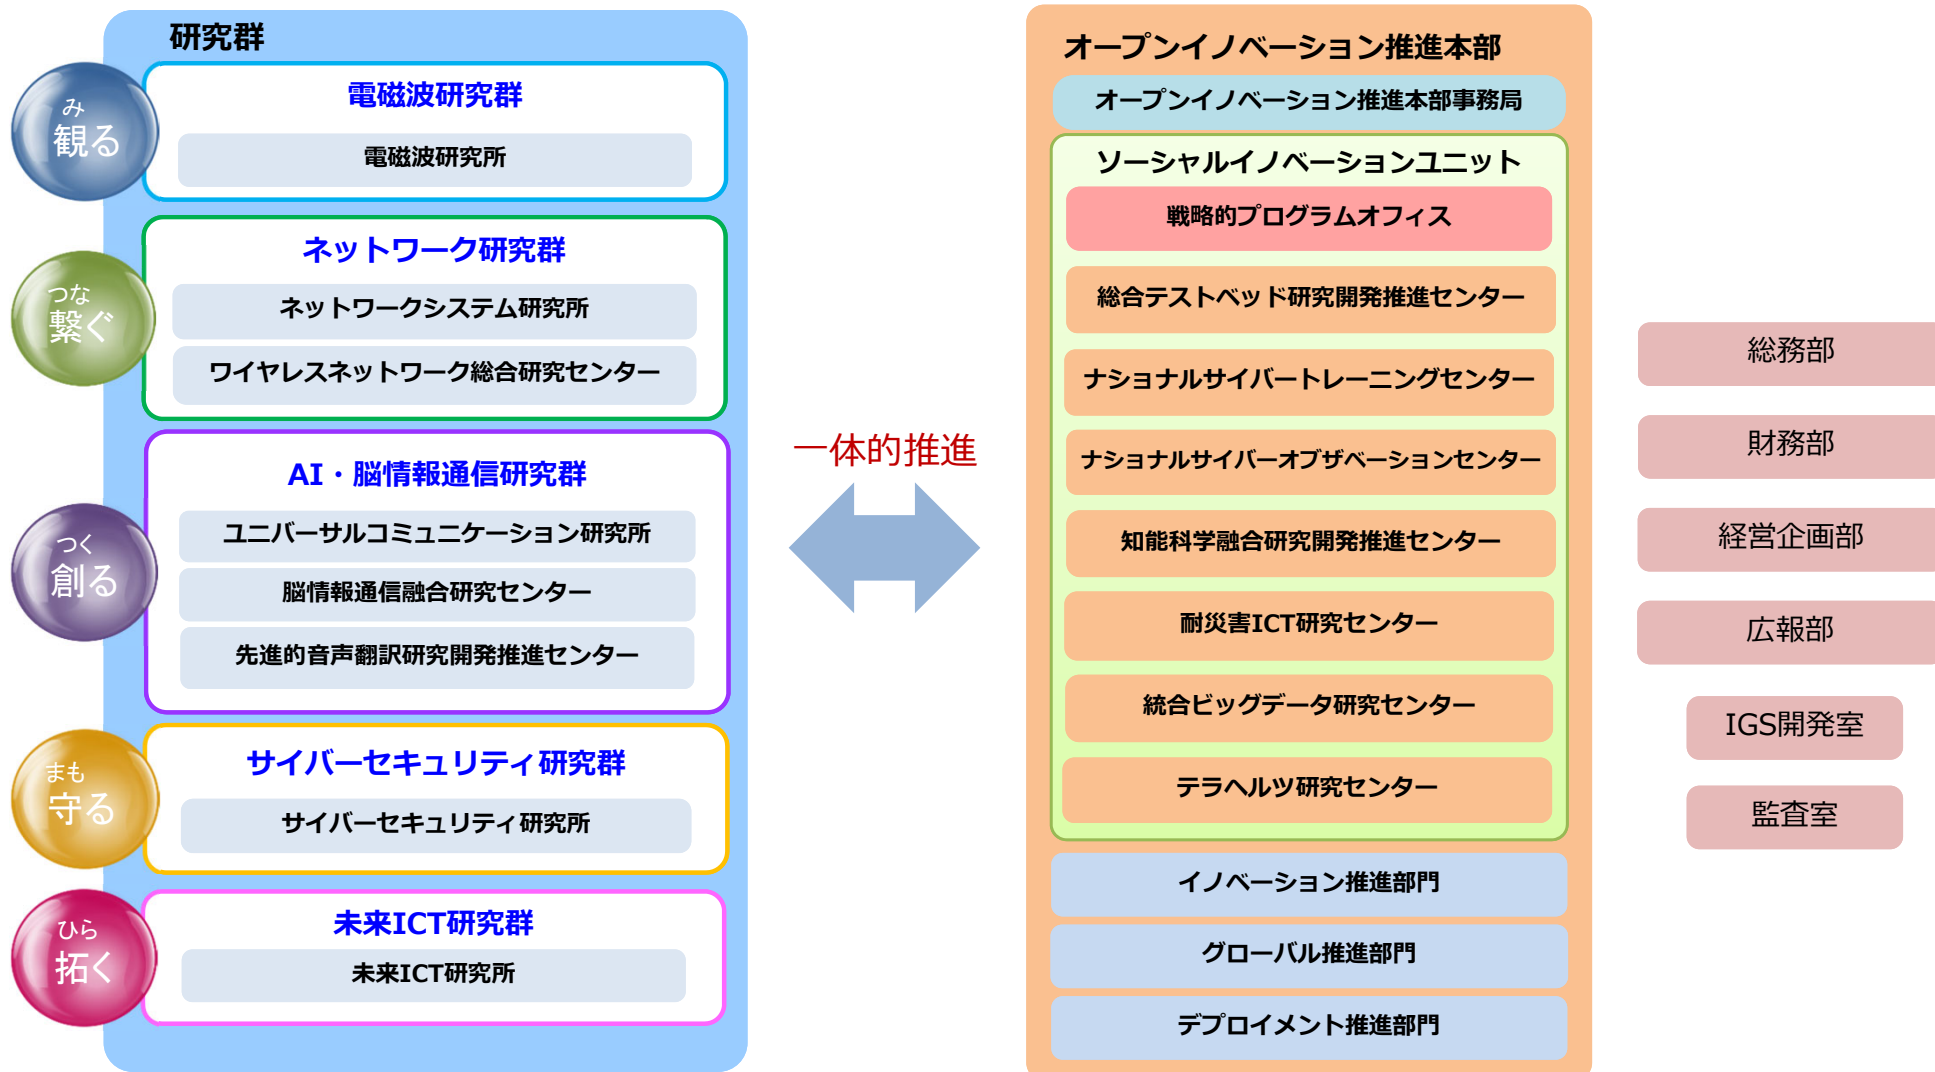 研究群
み
観る
電磁波研究群
電磁波研究所
つな
繋ぐ
ネットワーク研究群
ネットワークシステム研究所
ワイヤレスネットワーク総合研究センター
つく
創る
AI・脳情報通信研究群
ユニバーサルコミュニケーション研究所
脳情報通信融合研究センター
先進的音声翻訳研究開発推進センター
まも
守る
サイバーセキュリティ研究群
サイバーセキュリティ研究所
ひら
拓く
未来ICT研究群
未来ICT研究所
一体的推進
オープンイノベーション推進本部
オープンイノベーション推進本部事務局
ソーシャルイノベーションユニット
戦略的プログラムオフィス
総合テストベッド研究開発推進センター
ナショナルサイバートレーニングセンター
ナショナルサイバーオブザベーションセンター
知能科学融合研究開発推進センター
耐災害ICT研究センター
統合ビッグデータ研究センター
テラヘルツ研究センター
イノベーション推進部門
グローバル推進部門
デプロイメント推進部門
総務部
財務部
経営企画部
広報部
IGS開発室
監査室